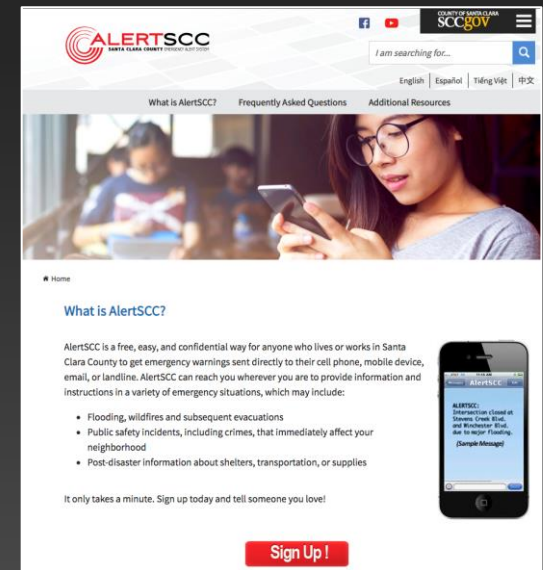 COUNTY OF SANTA CLARA
sccgov
ALERTSCC
SANTA CLARA COUNTY EMERGENCY ALERT SYSTEM
I am searching for...
English | Español | Tiếng Việt | 中文
What is AlertSCC? Frequently Asked Questions Additional Resources
Home
What is AlertSCC?
AlertSCC is a free, easy, and confidential way for anyone who lives or works in Santa
Clara County to get emergency warnings sent directly to their cell phone, mobile device,
email, or landline. AlertSCC can reach you wherever you are to provide information and
instructions in a variety of emergency situations, which may include:
• Flooding, wildfires and subsequent evacuations
• Public safety incidents, including crimes, that immediately affect your
neighborhood
• Post-disaster information about shelters, transportation, or supplies
It only takes a minute. Sign up today and tell someone you love!
AlertSCC
ALERTSCC:
Intersection closed at
Stevens Creek Blvd.
and Winchester Blvd.
due to major flooding.
(Sample Message)
Sign Up !